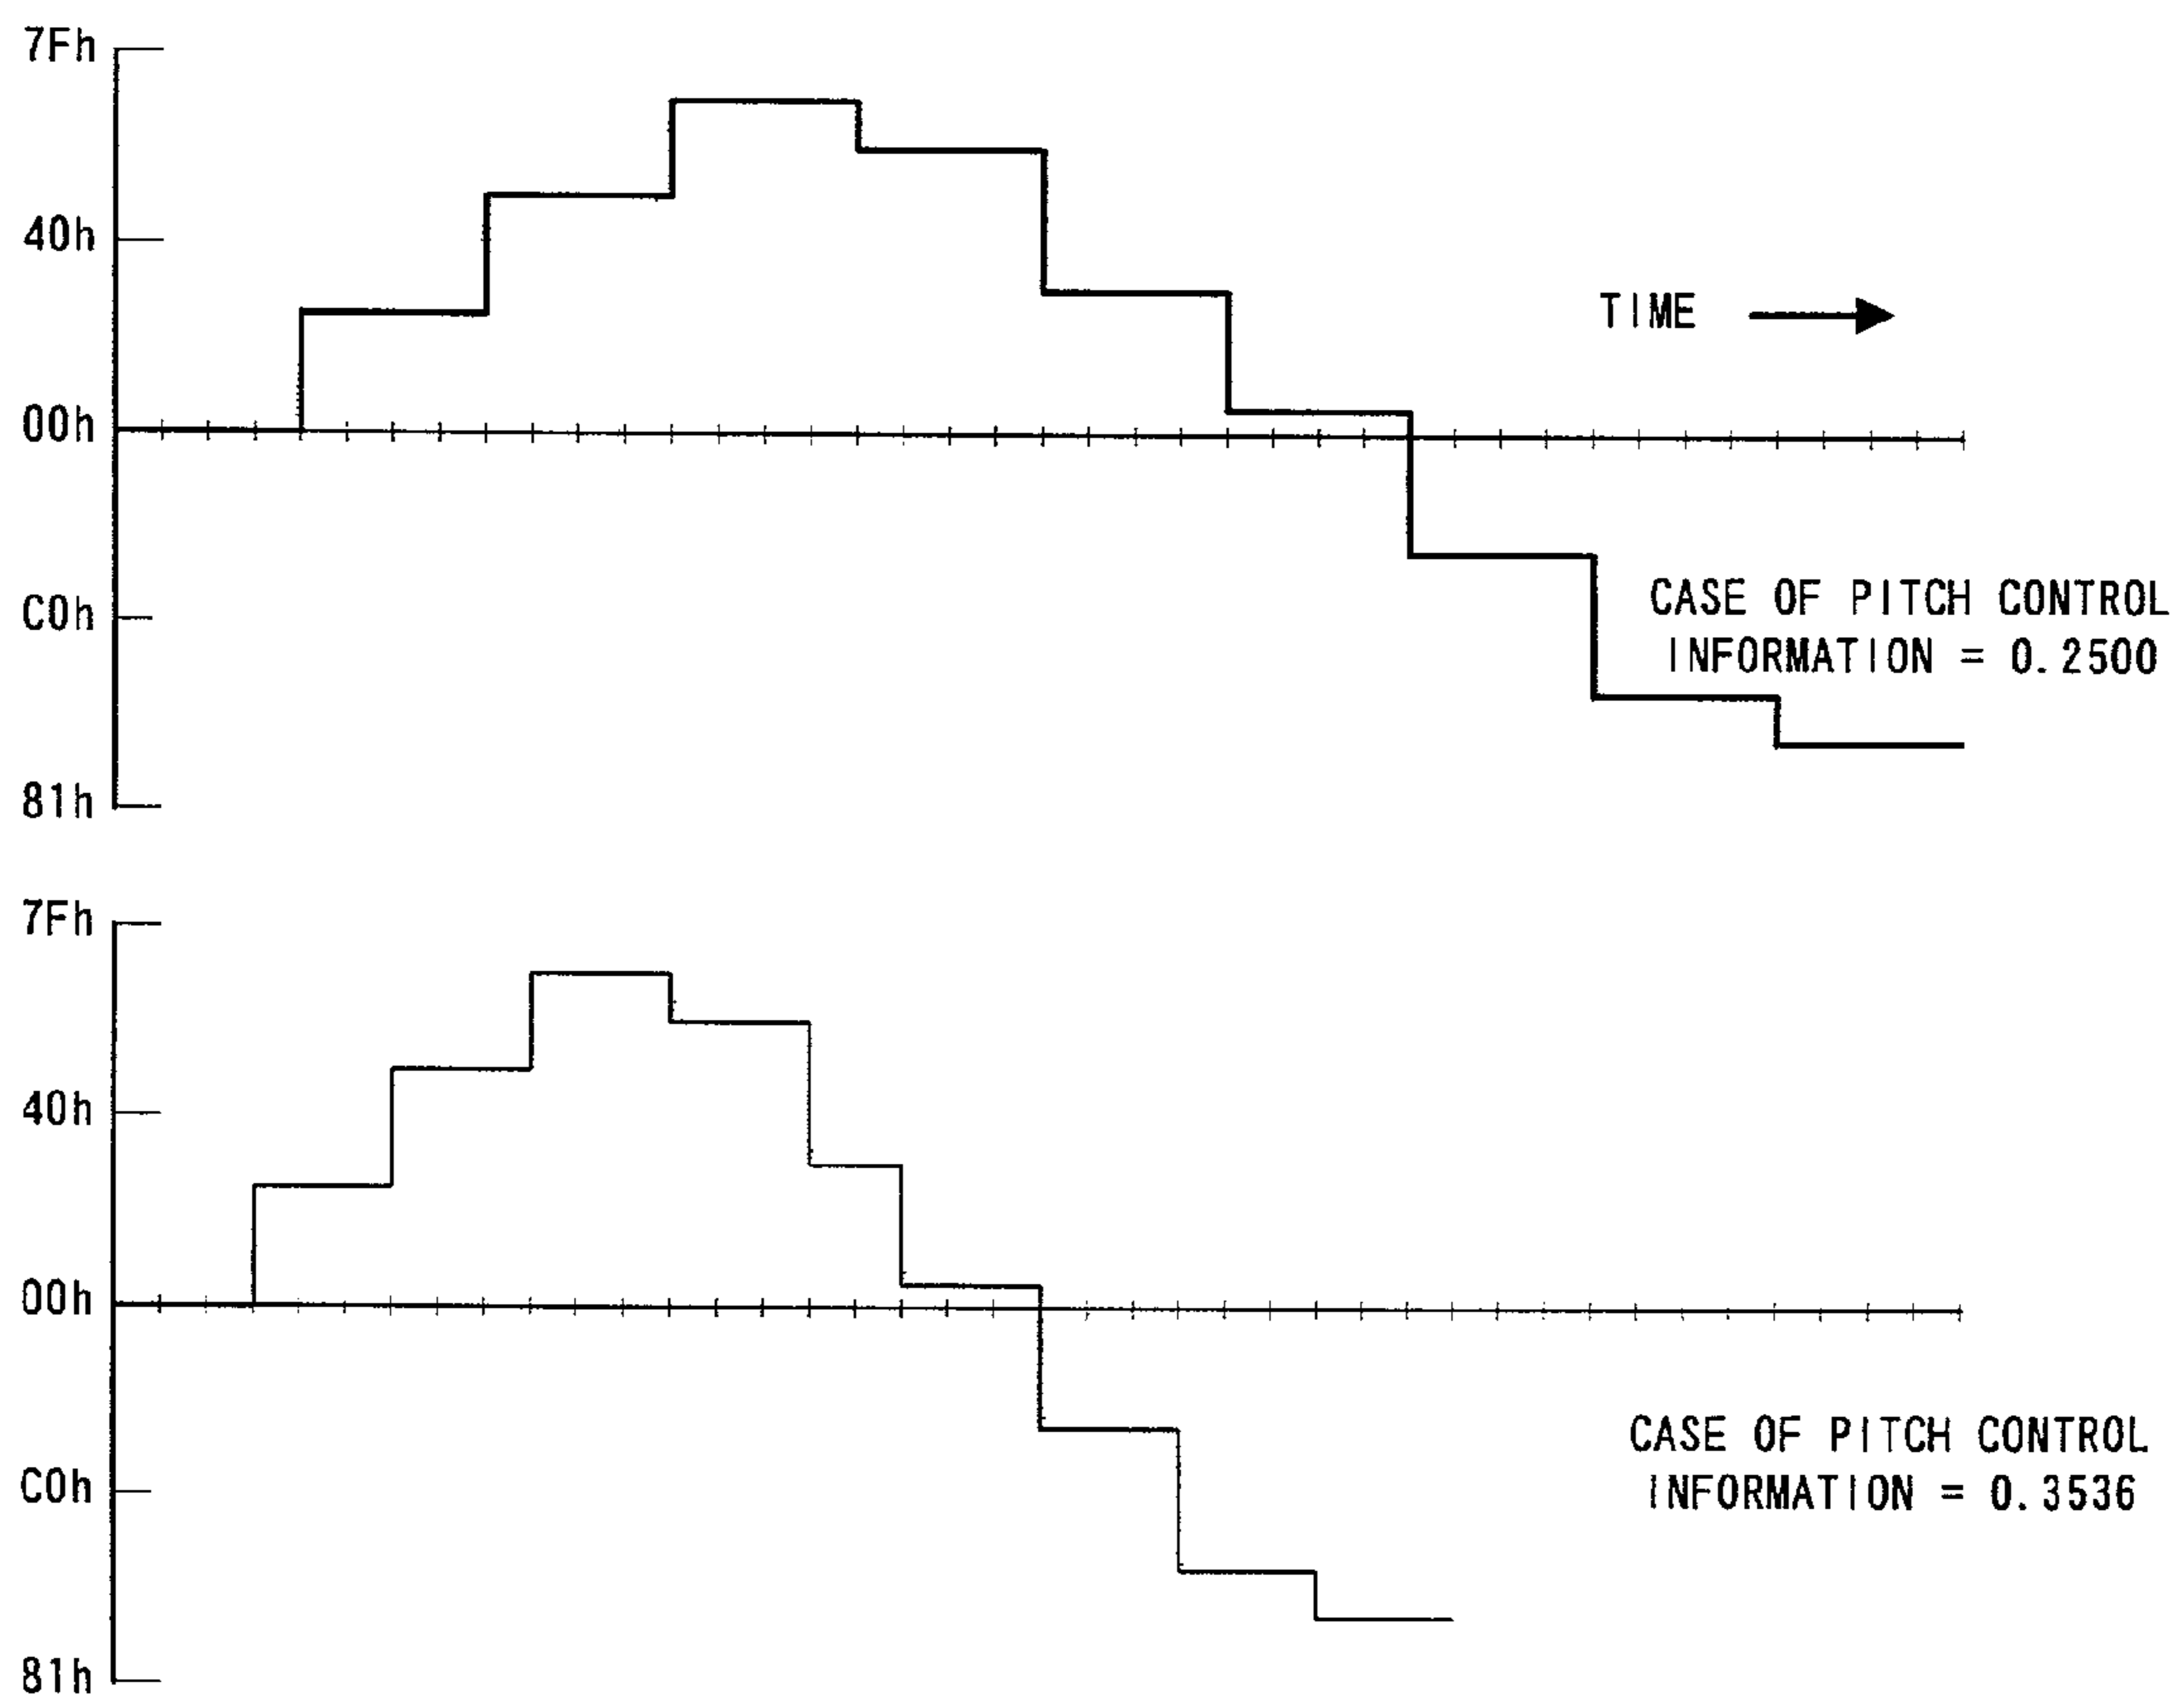 7Fh
40h
00h
TIME
C0h
CASE OF PITCH CONTROL
INFORMATION = 0.2500
81h
7Fh
40h
00h
C0h
CASE OF PITCH CONTROL
INFORMATION = 0.3536
81h